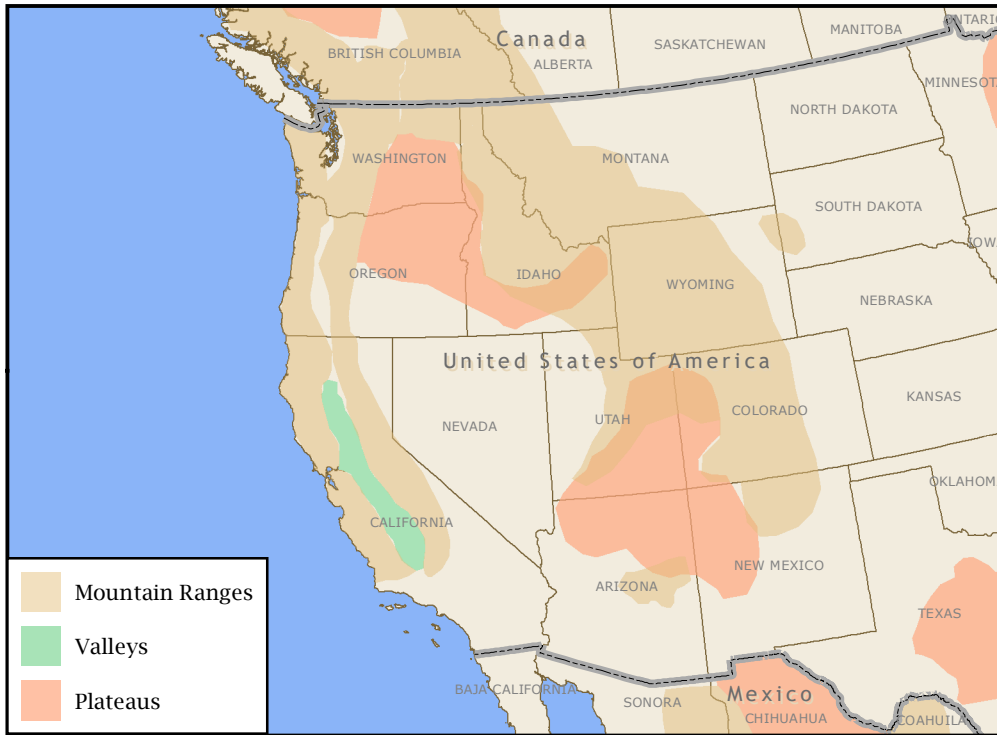 ONTARIO
MANITOBA
Canada
SASKATCHEWAN
BRITISH COLUMBIA
ALBERTA
MINNESOTA
NORTH DAKOTA
WASHINGTON
MONTANA
SOUTH DAKOTA
IOWA
OREGON
IDAHO
WYOMING
NEBRASKA
United States of America
KANSAS
COLORADO
UTAH
NEVADA
OKLAHOM
CALIFORNIA
NEW MEXICO
ARIZONA
TEXAS
BAJA CALIFORNIA
SONORA
Mexico
CHIHUAHUA
COAHUILA
Mountain Ranges
Valleys
Plateaus